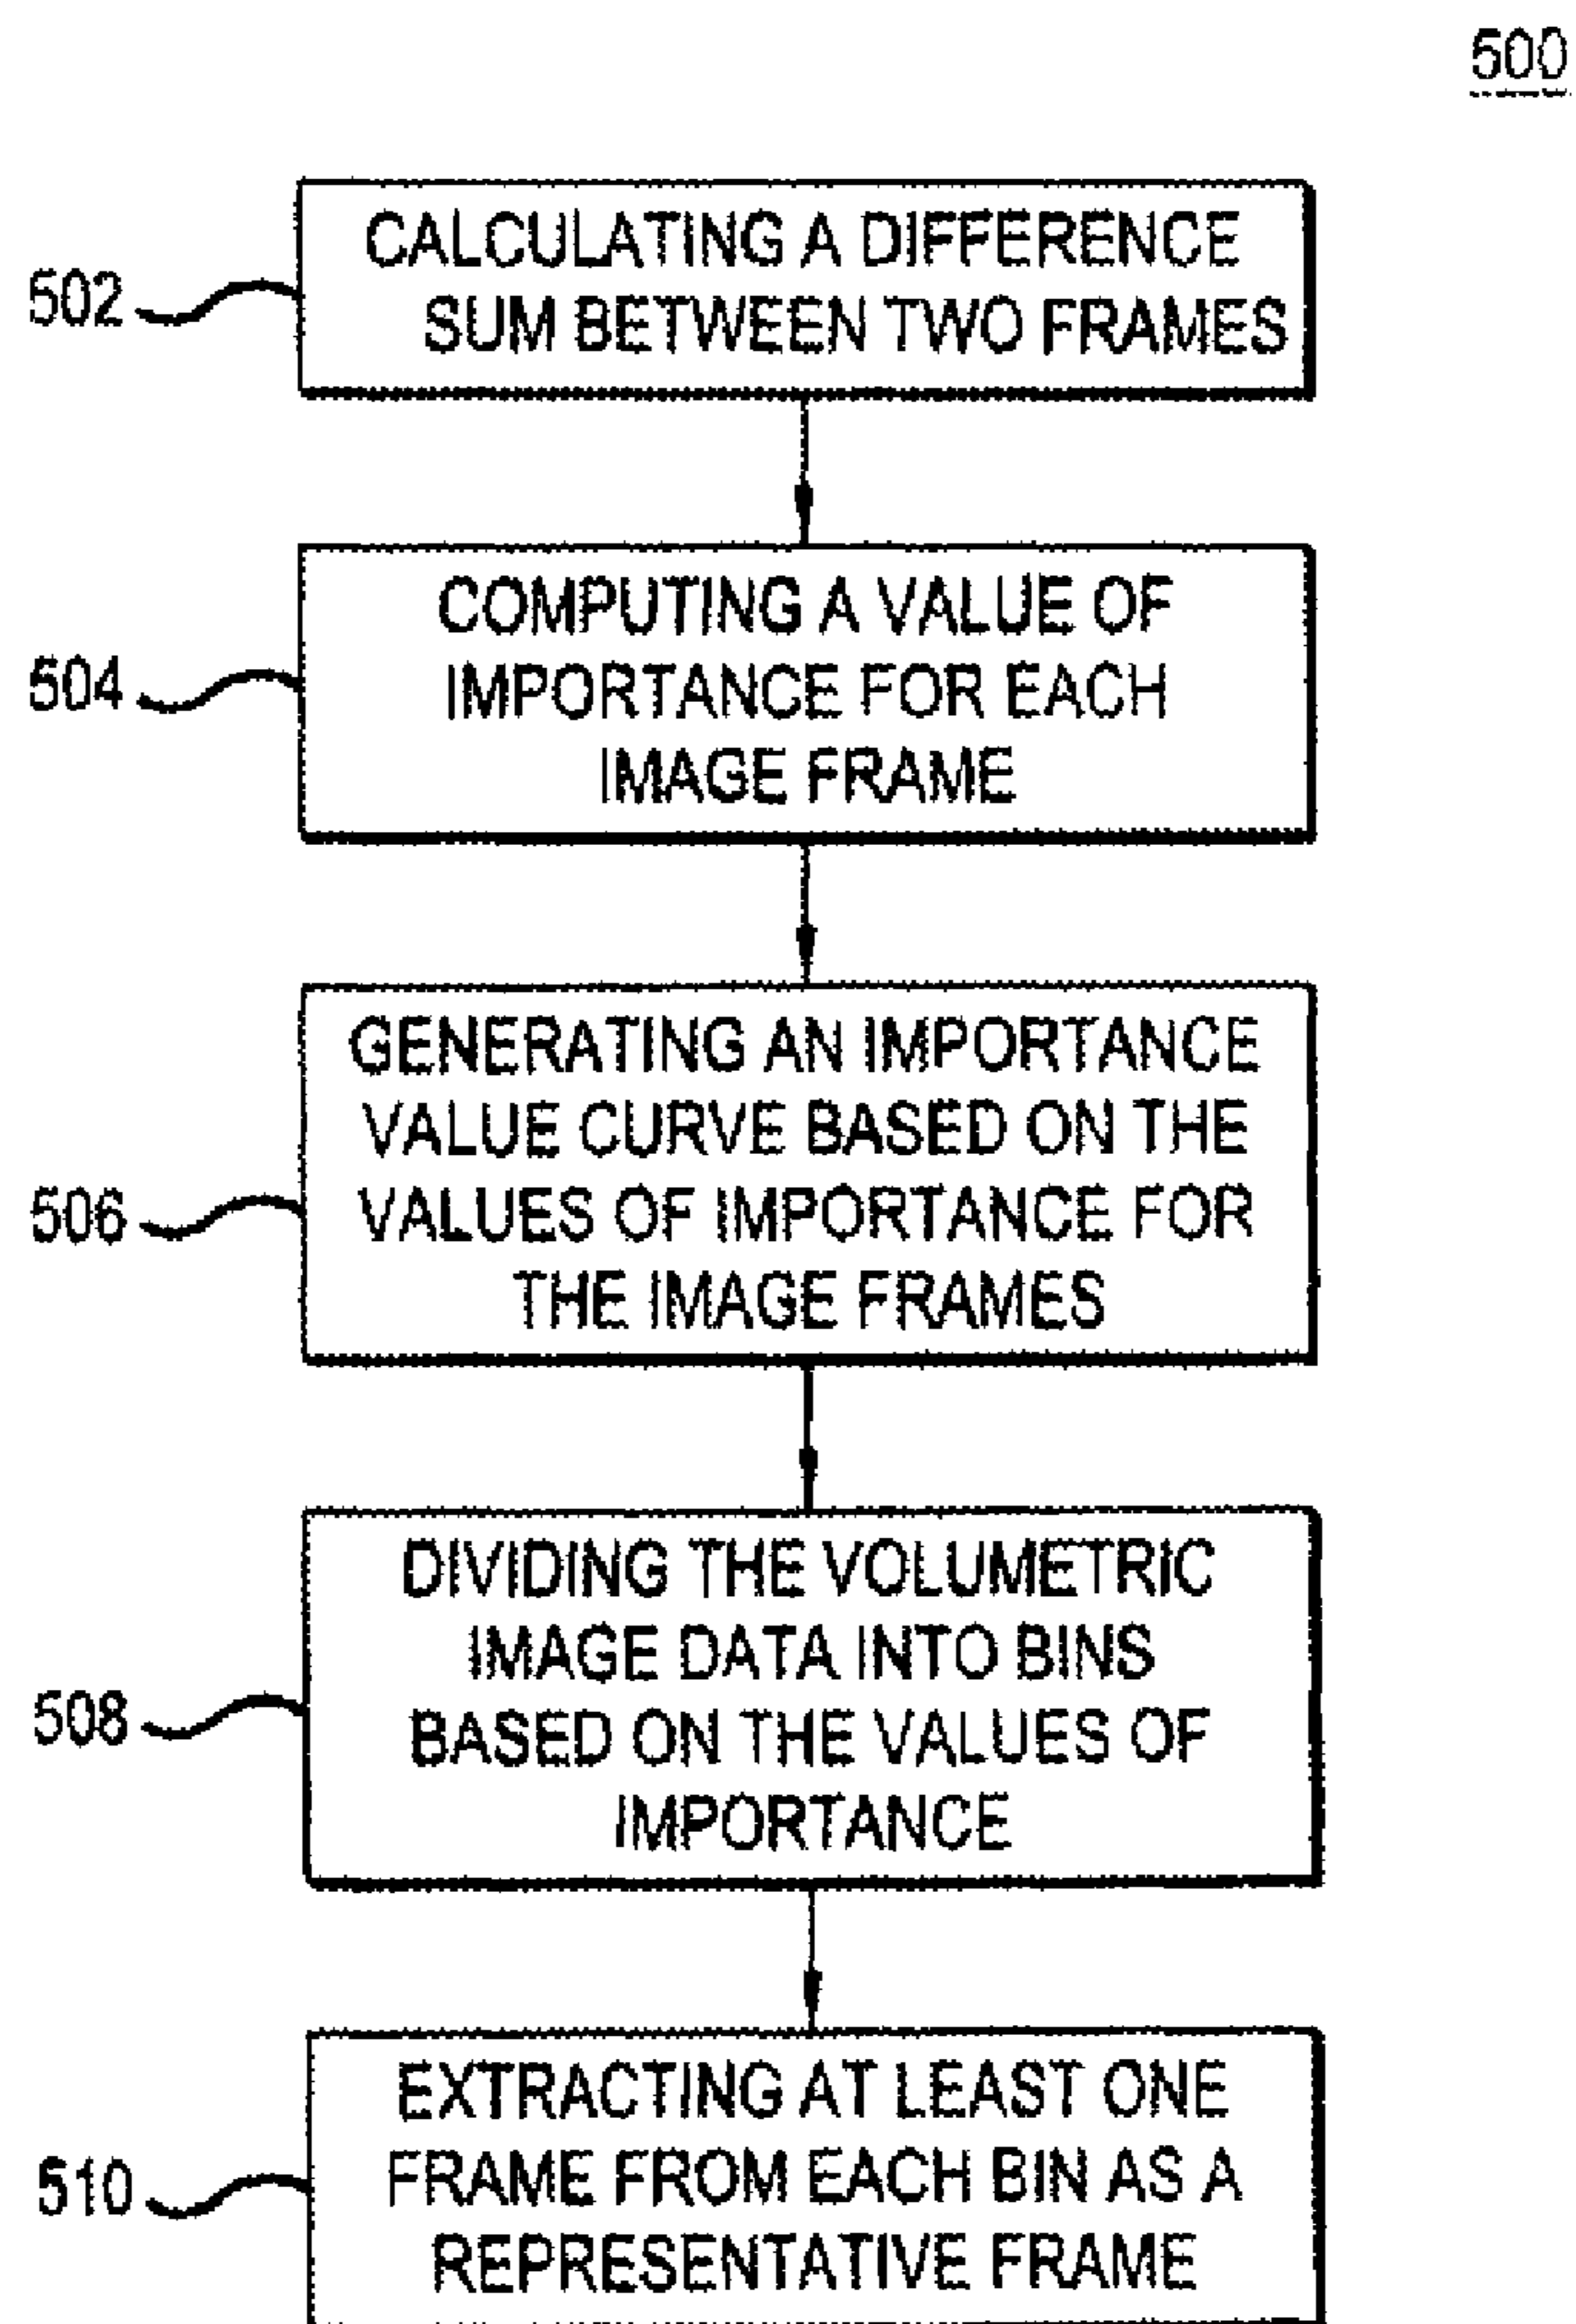 500
CALCULATING A DIFFERENCE
SUM BETWEEN TWO FRAMES
502
COMPUTING A VALUE OF
IMPORTANCE FOR EACH
IMAGE FRAME
504
GENERATING AN IMPORTANCE
VALUE CURVE BASED ON THE
VALUES OF IMPORTANCE FOR
THE IMAGE FRAMES
506
DIVIDING THE VOLUMETRIC
IMAGE DATA INTO BINS
BASED ON THE VALUES OF
IMPORTANCE
508
EXTRACTING AT LEAST ONE
FRAME FROM EACH BIN AS A
REPRESENTATIVE FRAME
510